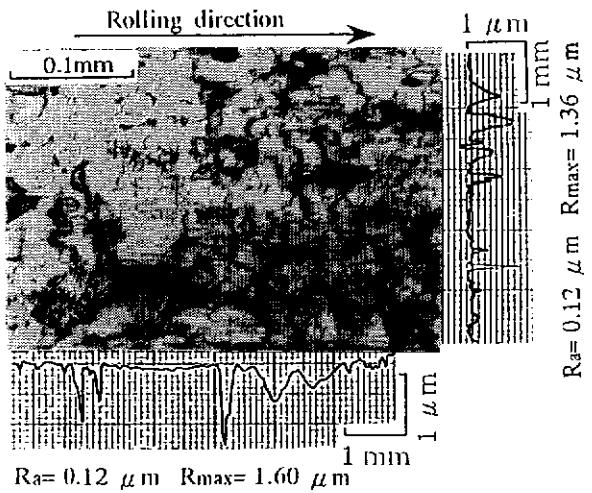 Rolling direction
0.1mm
1 μm
1 mm
Ra= 0.12 μm Rmax= 1.36 μm
1 μm
1 mm
Ra= 0.12 μm Rmax= 1.60 μm